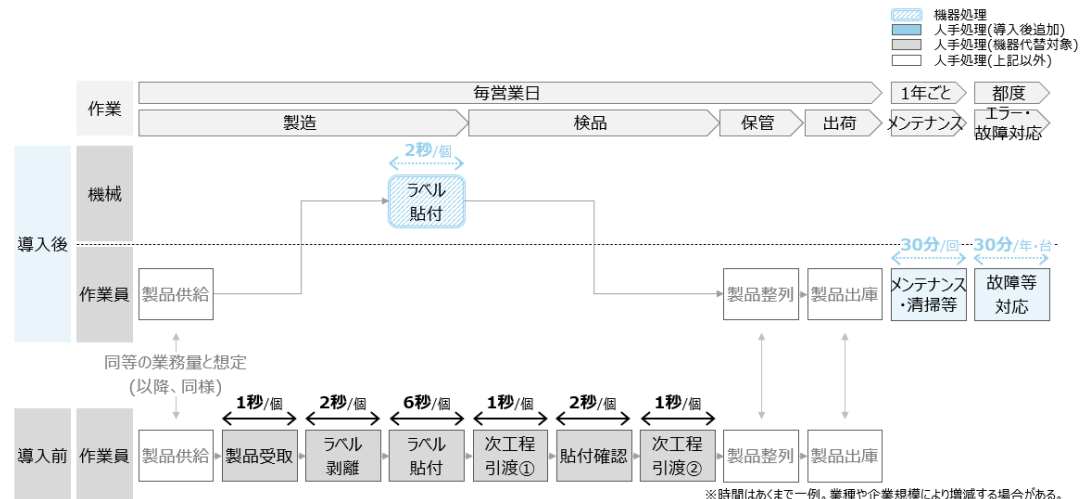 機器処理
人手処理(導入後追加)
人手処理(機器代替対象)
人手処理(上記以外)
作業
毎営業日
1年ごと
都度
製造
検品
保管
出荷
メンテナンス
エラー・
故障対応
導入後
機械
2秒/個
ラベル
貼付
作業員
製品供給
製品整列
製品出庫
30分/回
メンテナンス
・清掃等
30分/年・台
故障等
対応
同等の業務量と想定
(以降、同様)
導入前
作業員
製品供給
1秒/個
製品受取
2秒/個
ラベル
剥離
6秒/個
ラベル
貼付
1秒/個
次工程
引渡①
2秒/個
貼付確認
1秒/個
次工程
引渡②
製品整列
製品出庫
※時間はあくまで一例。業種や企業規模により増減する場合がある。